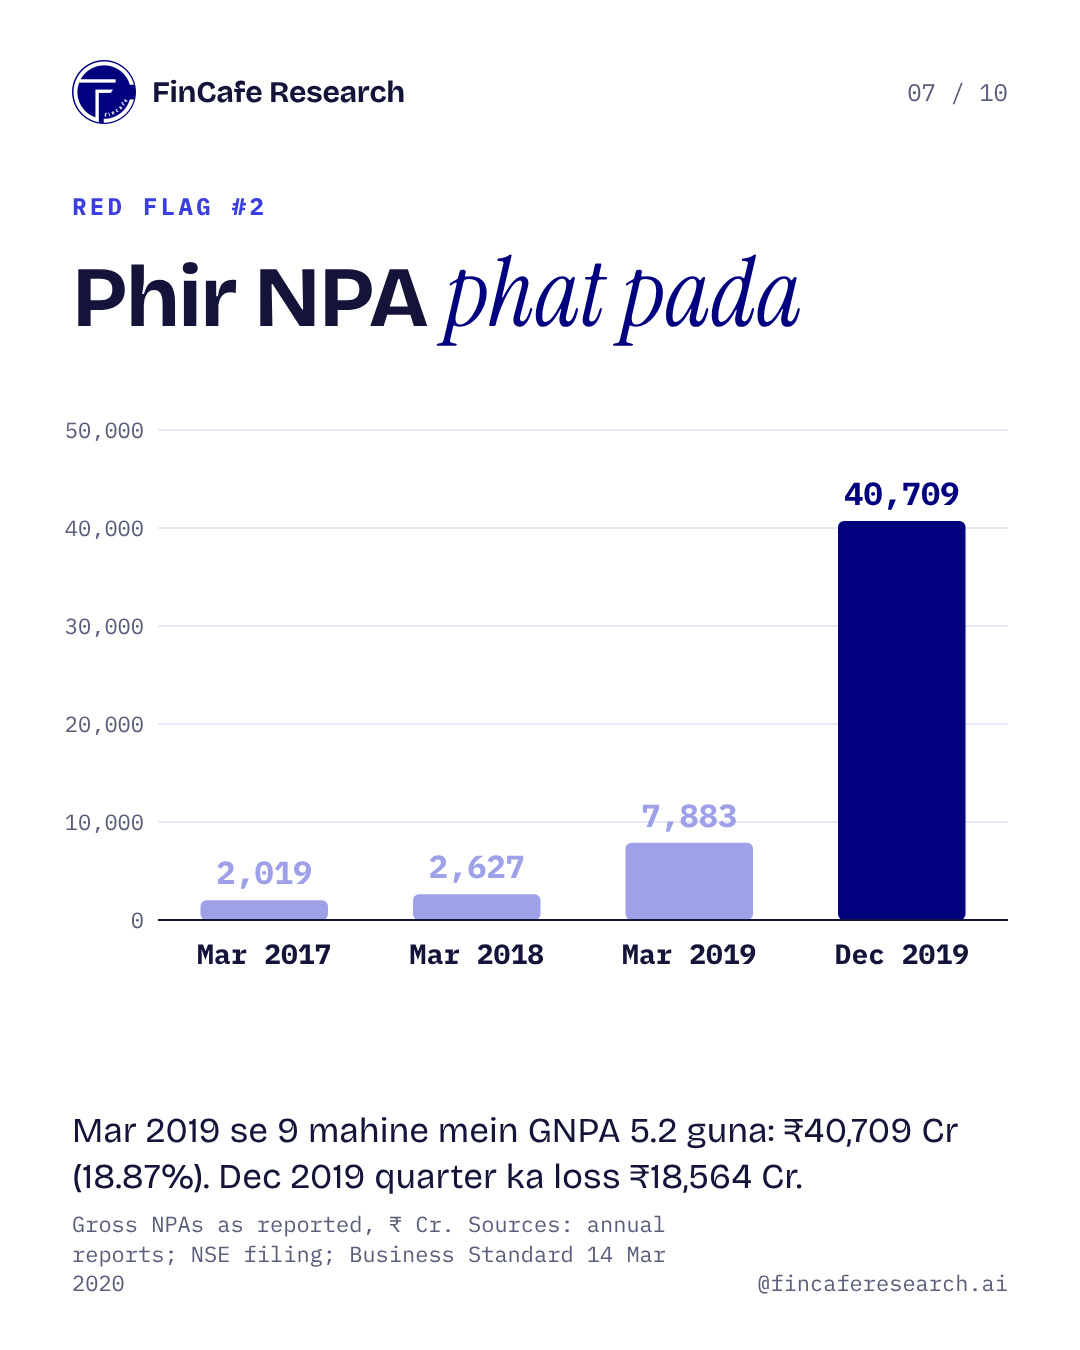 fincafe
FinCafe Research
07 / 10
RED FLAG #2
Phir NPA phat pada
50,000
40,000
30,000
20,000
10,000
0
2,019
2,627
7,883
40,709
Mar 2017
Mar 2018
Mar 2019
Dec 2019
Mar 2019 se 9 mahine mein GNPA 5.2 guna: ₹40,709 Cr
(18.87%). Dec 2019 quarter ka loss ₹18,564 Cr.
Gross NPAs as reported, ₹ Cr. Sources: annual
reports; NSE filing; Business Standard 14 Mar
2020
@fincaferesearch.ai